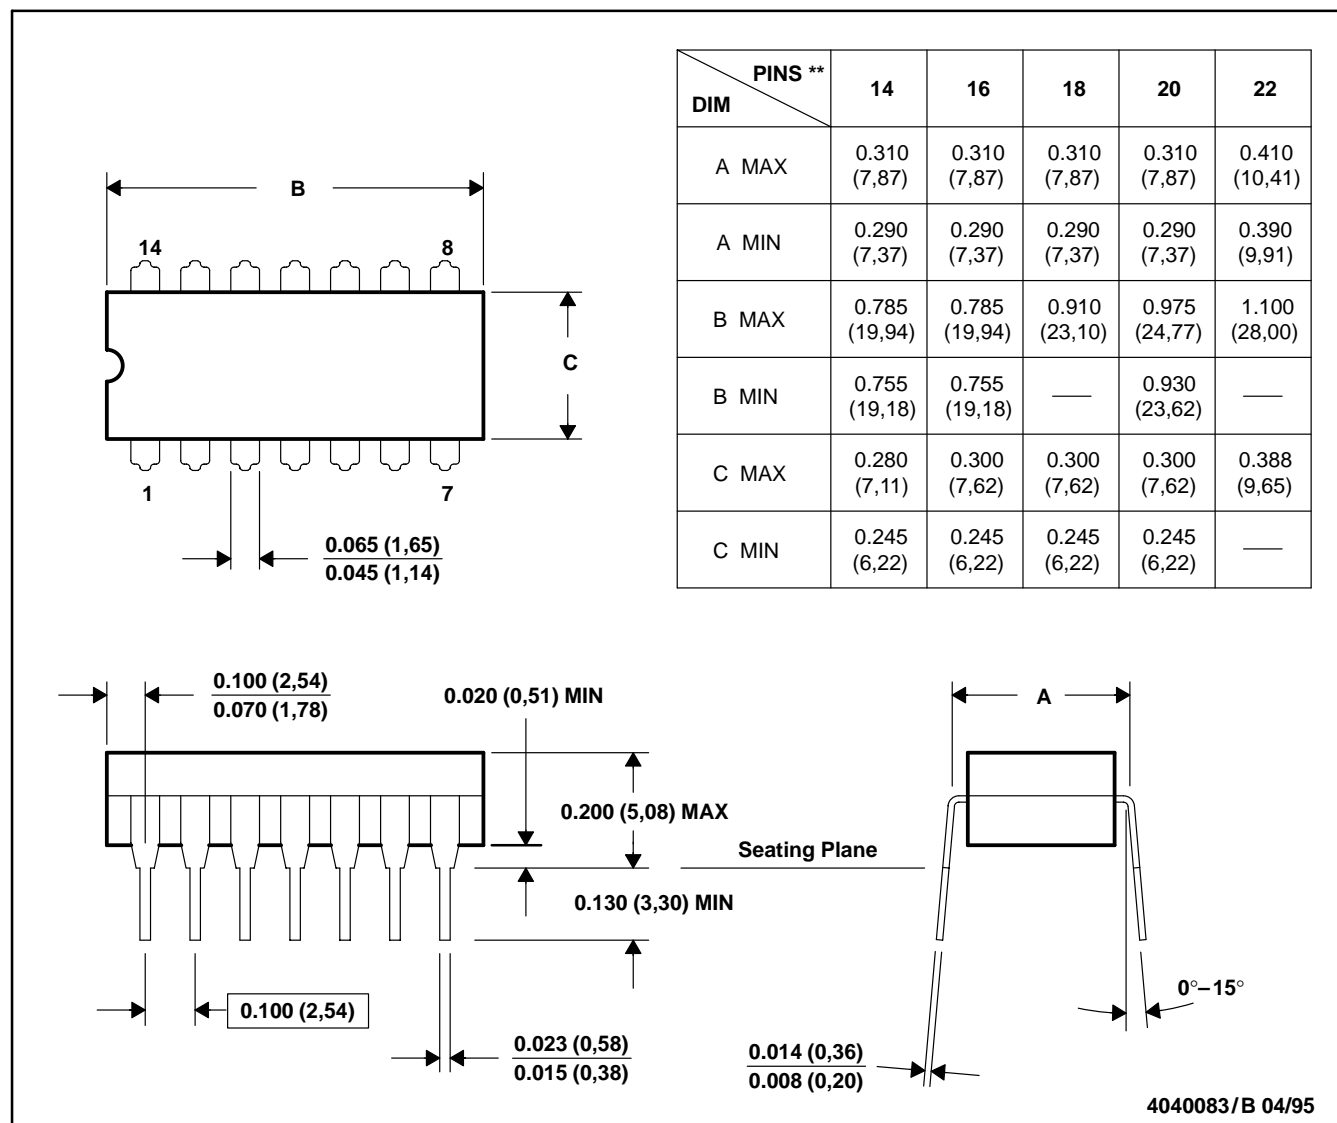 PINS **
DIM
14 16 18 20 22
A MAX 0.310 (7,87) 0.310 (7,87) 0.310 (7,87) 0.310 (7,87) 0.410 (10,41)
A MIN 0.290 (7,37) 0.290 (7,37) 0.290 (7,37) 0.290 (7,37) 0.390 (9,91)
B MAX 0.785 (19,94) 0.785 (19,94) 0.910 (23,10) 0.975 (24,77) 1.100 (28,00)
B MIN 0.755 (19,18) 0.755 (19,18) — 0.930 (23,62) —
C MAX 0.280 (7,11) 0.300 (7,62) 0.300 (7,62) 0.300 (7,62) 0.388 (9,65)
C MIN 0.245 (6,22) 0.245 (6,22) 0.245 (6,22) 0.245 (6,22) —
B
14 8
C
1 7
0.065 (1,65)
0.045 (1,14)
0.100 (2,54)
0.070 (1,78)
0.020 (0,51) MIN
0.200 (5,08) MAX
Seating Plane
0.130 (3,30) MIN
0.100 (2,54)
0.023 (0,58)
0.015 (0,38)
A
0°–15°
0.014 (0,36)
0.008 (0,20)
4040083/B 04/95